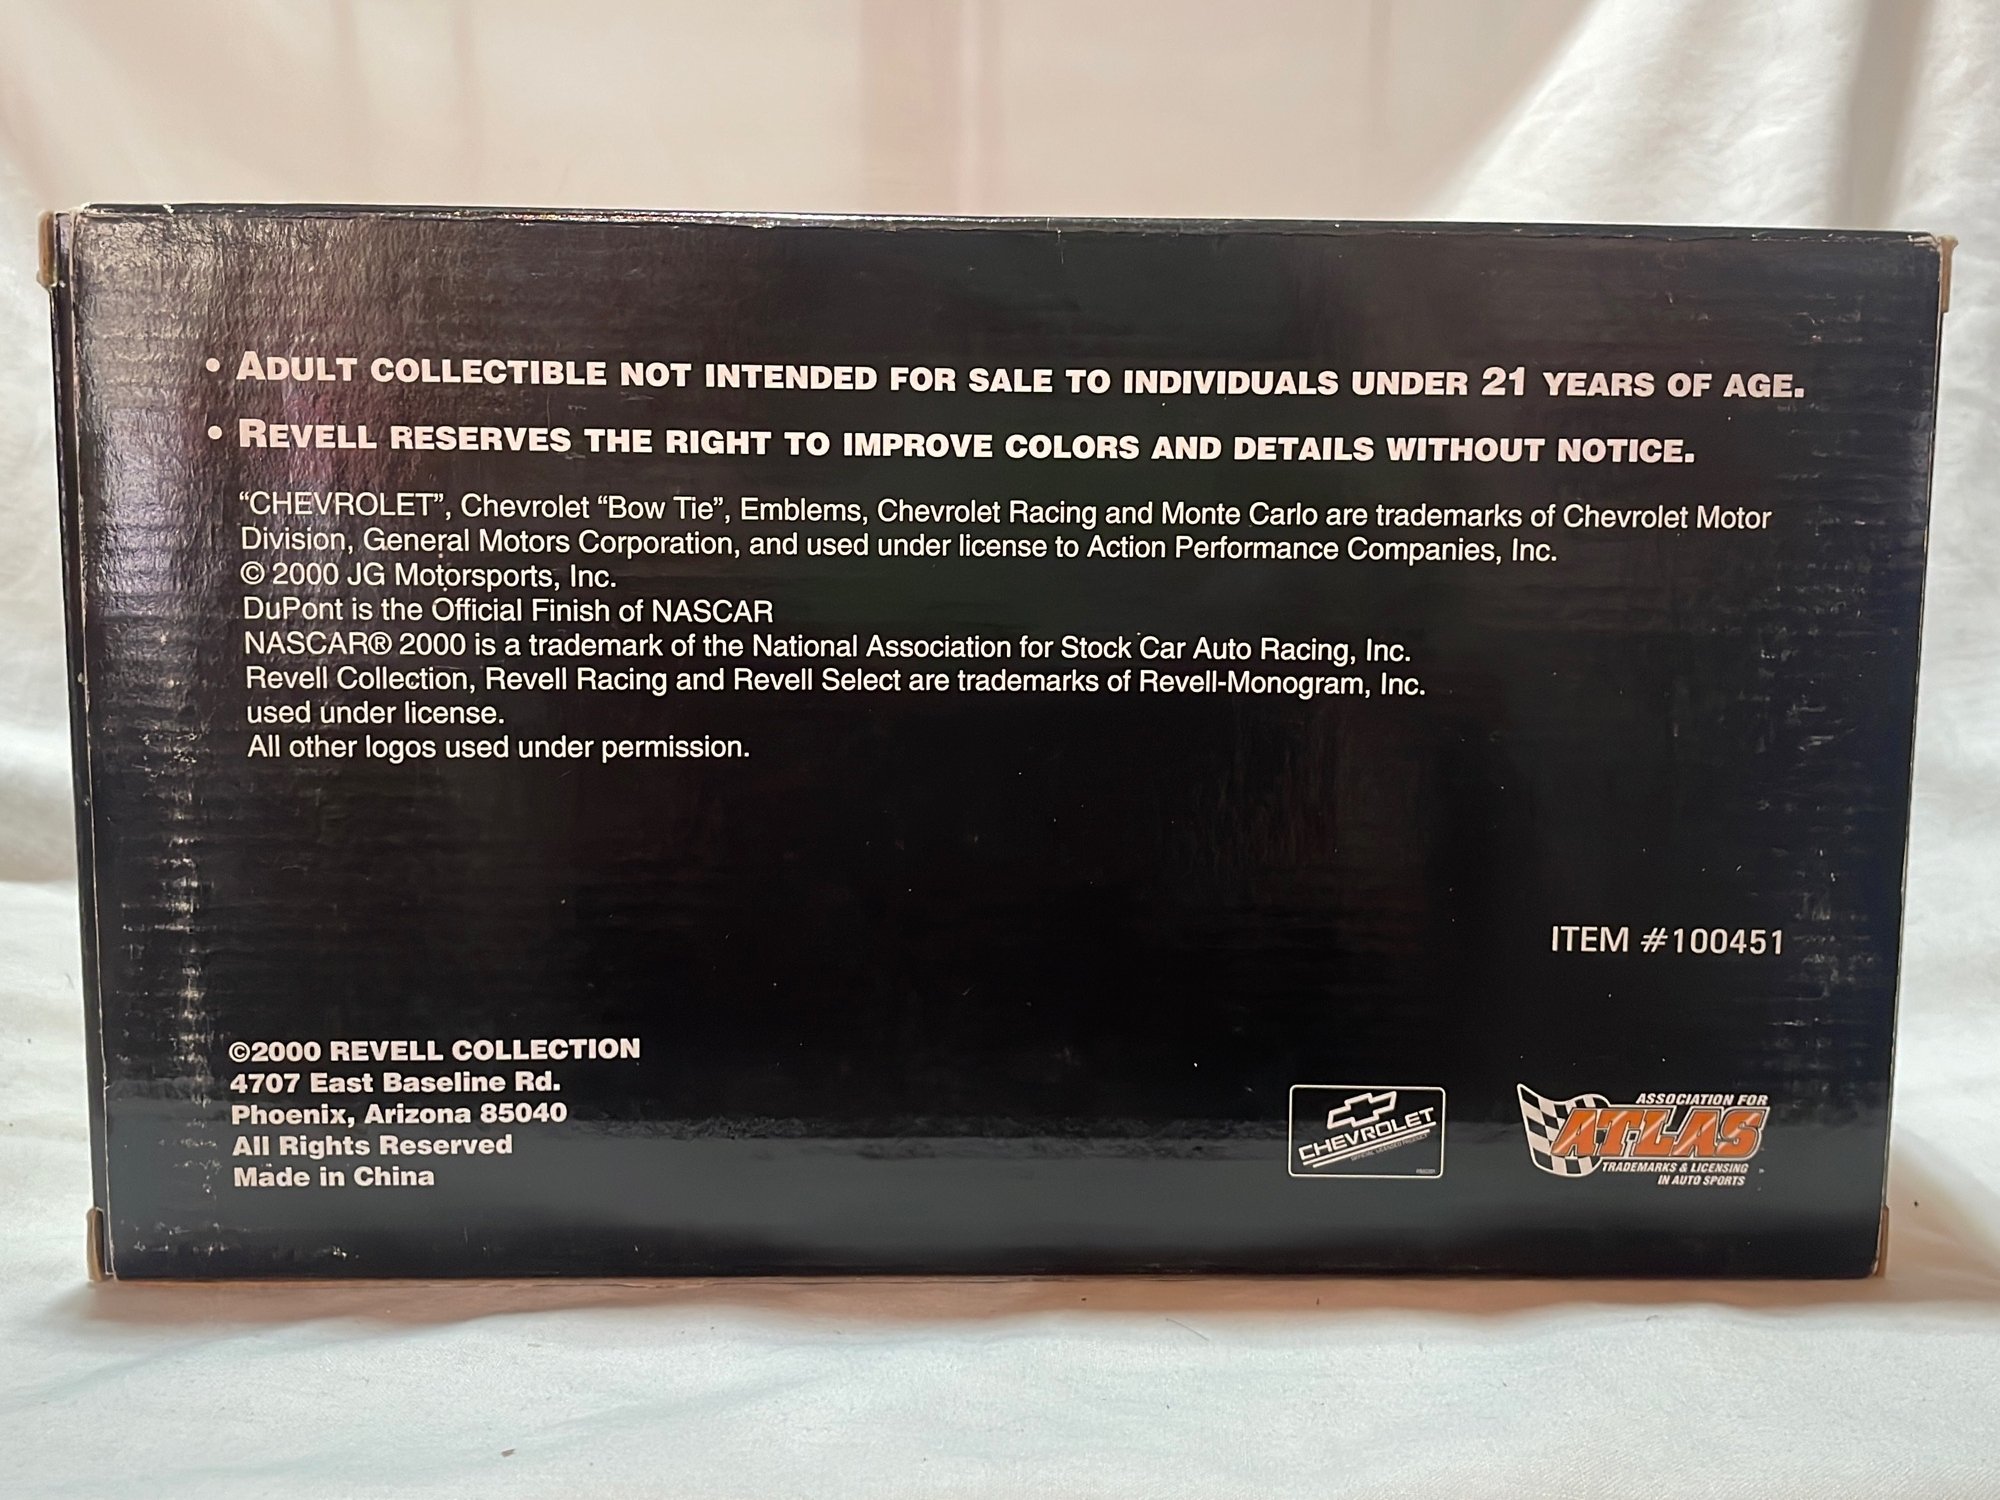 • ADULT COLLECTIBLE NOT INTENDED FOR SALE TO INDIVIDUALS UNDER 21 YEARS OF AGE.
• REVELL RESERVES THE RIGHT TO IMPROVE COLORS AND DETAILS WITHOUT NOTICE.
“CHEVROLET”, Chevrolet “Bow Tie”, Emblems, Chevrolet Racing and Monte Carlo are trademarks of Chevrolet Motor
Division, General Motors Corporation, and used under license to Action Performance Companies, Inc.
© 2000 JG Motorsports, Inc.
DuPont is the Official Finish of NASCAR
NASCAR® 2000 is a trademark of the National Association for Stock Car Auto Racing, Inc.
Revell Collection, Revell Racing and Revell Select are trademarks of Revell-Monogram, Inc.
used under license.
All other logos used under permission.
ITEM #100451
©2000 REVELL COLLECTION
4707 East Baseline Rd.
Phoenix, Arizona 85040
All Rights Reserved
Made in China
CHEVROLET
OFFICIAL LICENSED PRODUCT
ASSOCIATION FOR
ATLAS
TRADEMARKS & LICENSING
IN AUTO SPORTS